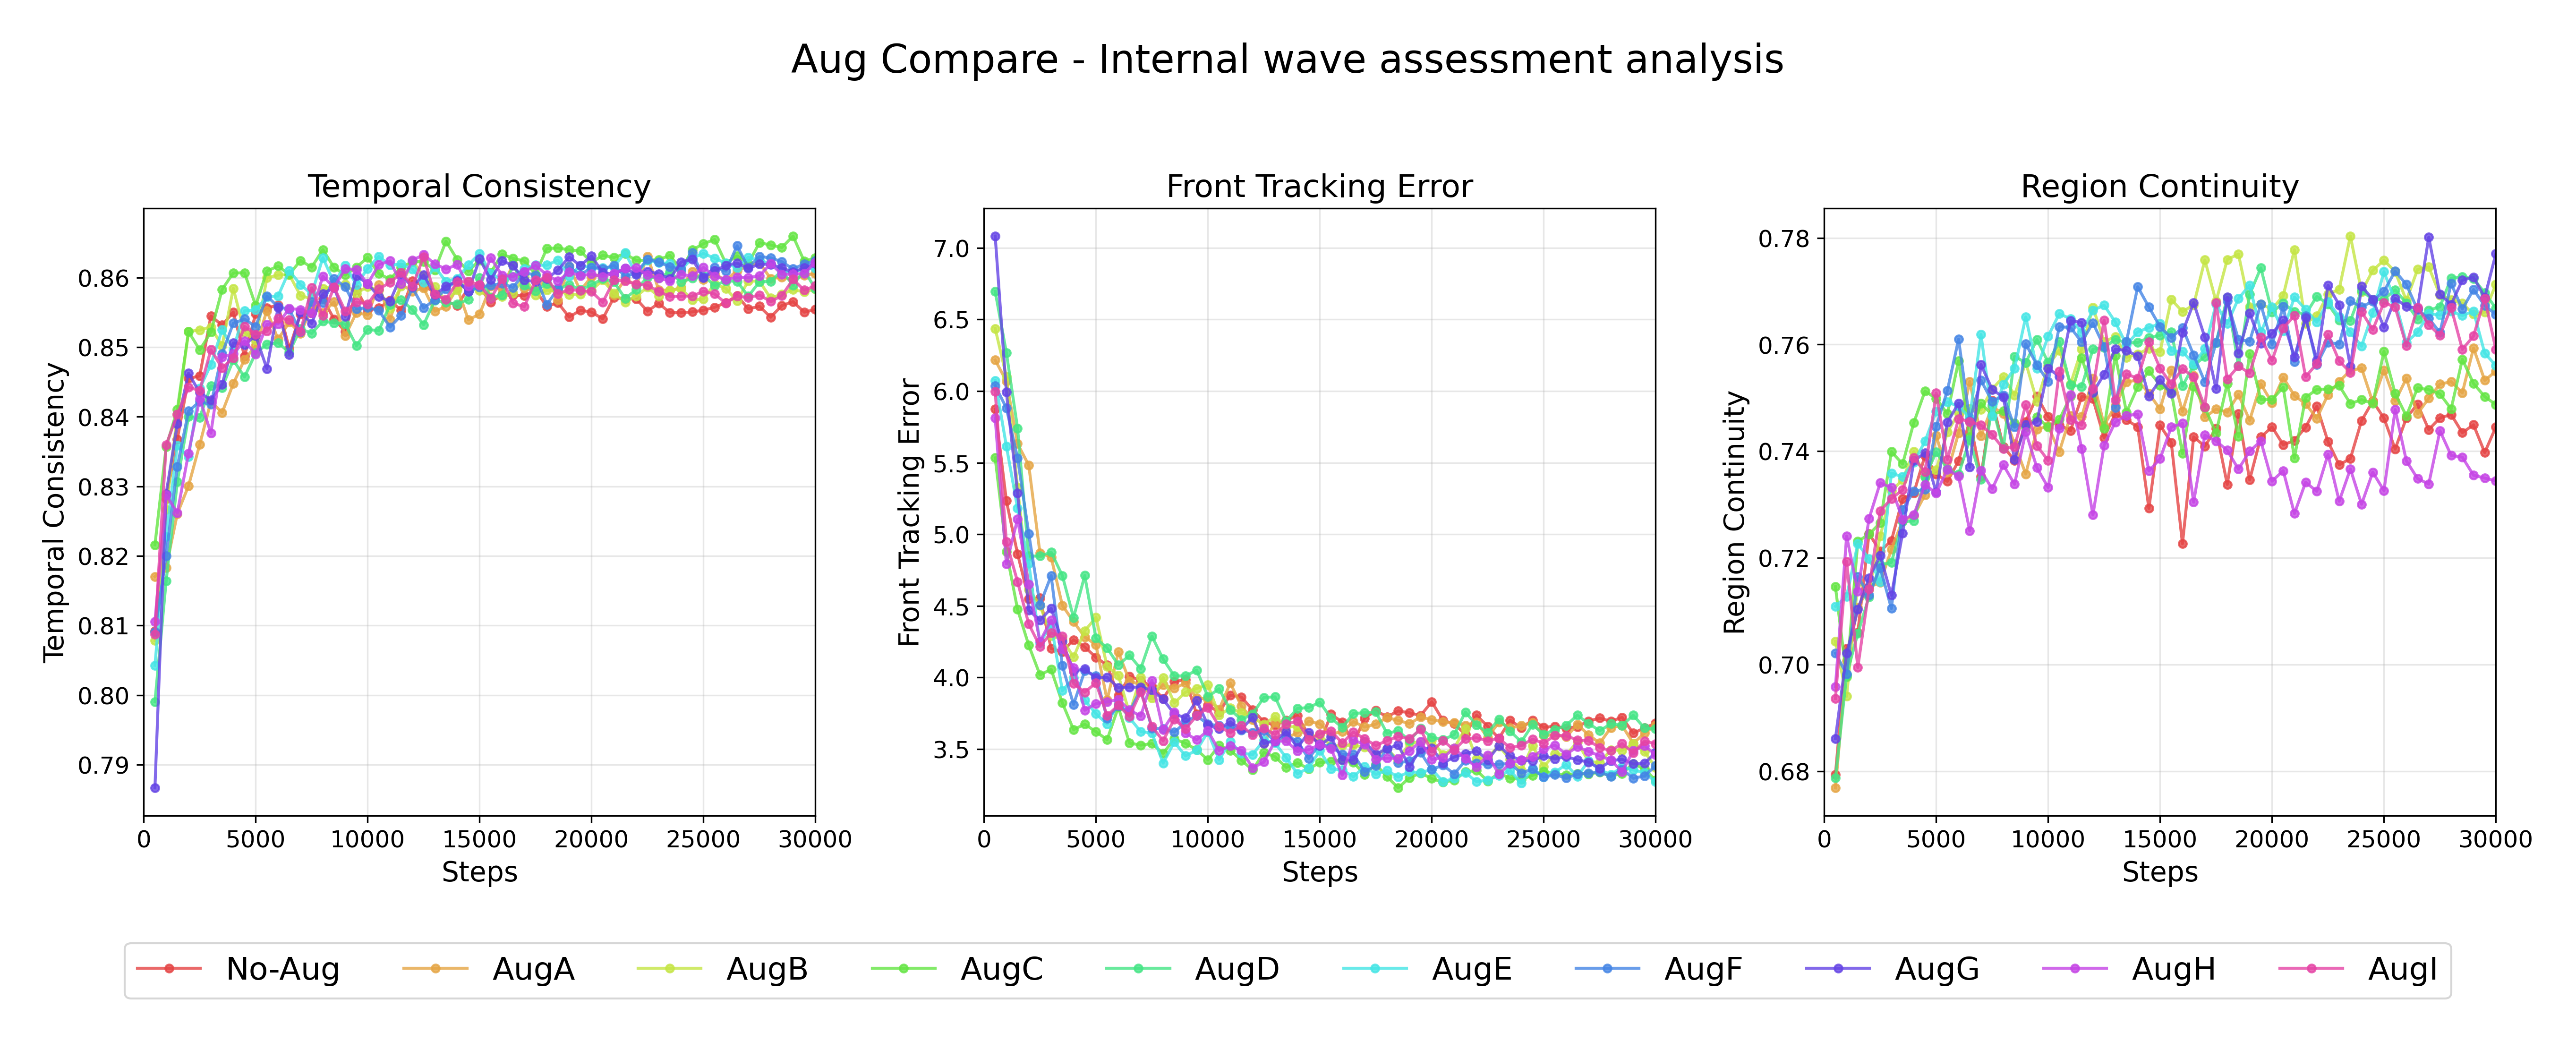 Aug Compare - Internal wave assessment analysis
Temporal Consistency
Temporal Consistency
0.86
0.85
0.84
0.83
0.82
0.81
0.80
0.79
0 5000 10000 15000 20000 25000 30000
Steps
Front Tracking Error
Front Tracking Error
7.0
6.5
6.0
5.5
5.0
4.5
4.0
3.5
0 5000 10000 15000 20000 25000 30000
Steps
Region Continuity
Region Continuity
0.78
0.76
0.74
0.72
0.70
0.68
0 5000 10000 15000 20000 25000 30000
Steps
No-Aug AugA AugB AugC AugD AugE AugF AugG AugH AugI